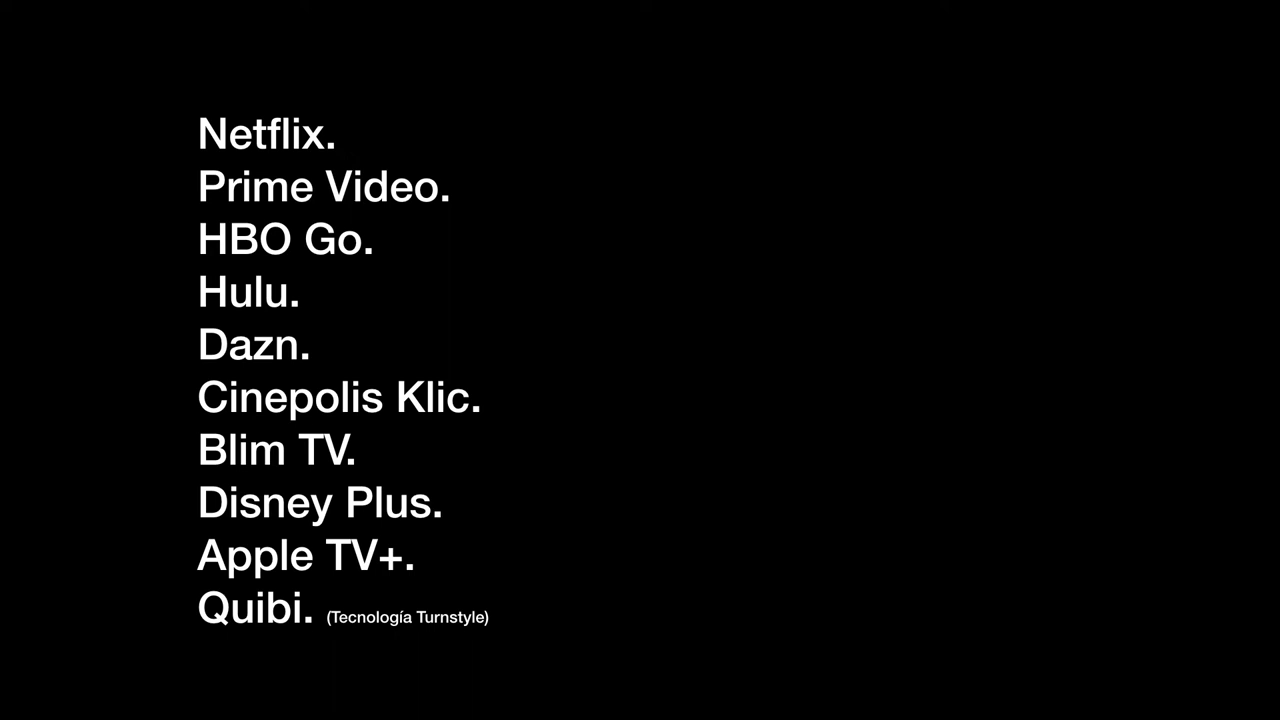 Netflix.
Prime Video.
HBO Go.
Hulu.
Dazn.
Cinepolis Klic.
Blim TV.
Disney Plus.
Apple TV+.
Quibi. (Tecnología Turnstyle)